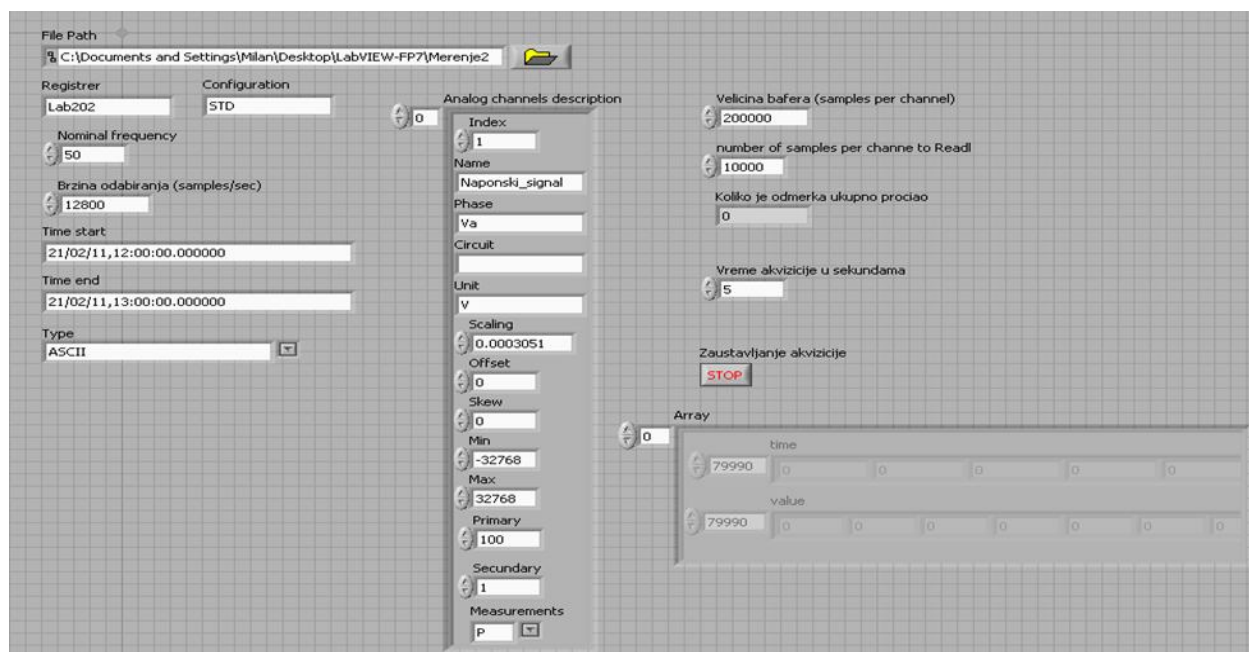 File Path
C:\Documents and Settings\Milan\Desktop\LabVIEW-FP7\Merenje2
Registrer
Lab202
Configuration
STD
Nominal frequency
50
Brzina odabiranja (samples/sec)
12800
Time start
21/02/11,12:00:00.000000
Time end
21/02/11,13:00:00.000000
Type
ASCII
Analog channels description
0
Index
1
Name
Naponski_signal
Phase
Va
Circuit
Unit
V
Scaling
0.0003051
Offset
0
Skew
0
Min
-32768
Max
32768
Primary
100
Secundary
1
Measurements
P
Velicina bafera (samples per channel)
200000
number of samples per channe to Readl
10000
Koliko je odmerka ukupno prociao
0
Vreme akvizicije u sekundama
5
Zaustavljanje akvizicije
STOP
Array
0
time
79990 0 0 0 0 0
value
79990 0 0 0 0 0 0